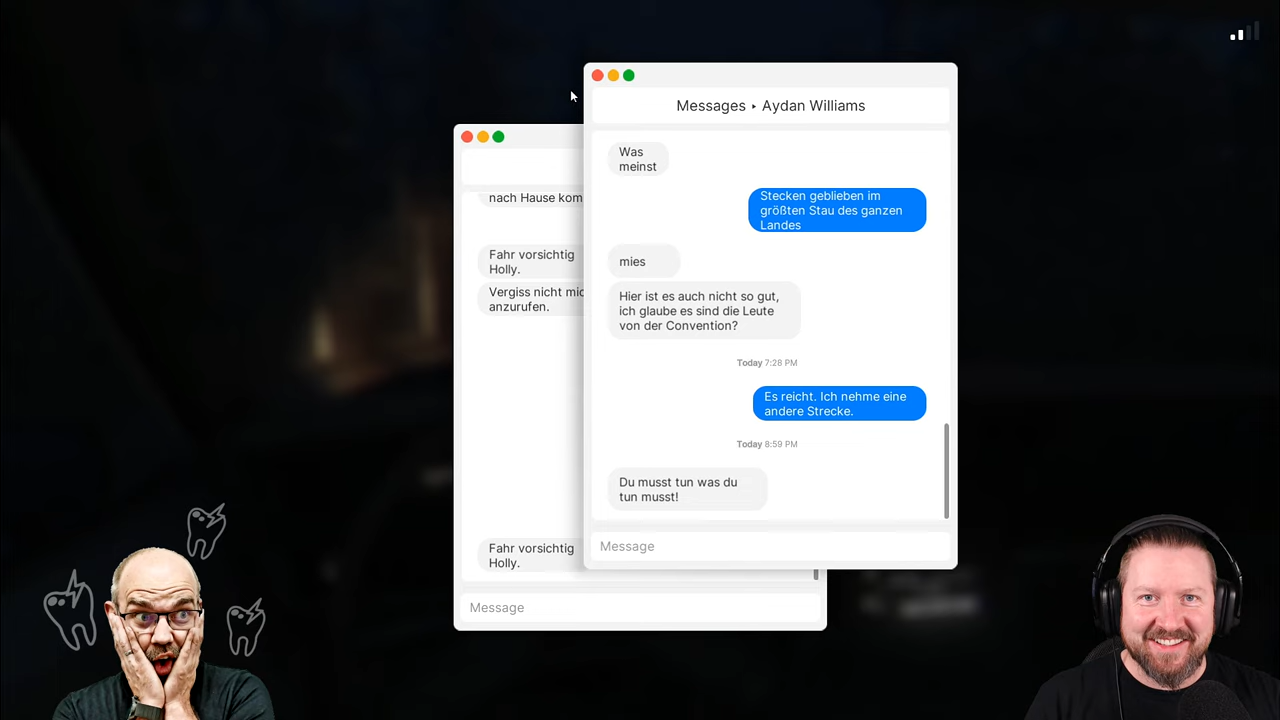 Messages ▸ Aydan Williams
Was
meinst
Stecken geblieben im
größten Stau des ganzen
Landes
mies
Hier ist es auch nicht so gut,
ich glaube es sind die Leute
von der Convention?
Today 7:28 PM
Es reicht. Ich nehme eine
andere Strecke.
Today 8:59 PM
Du musst tun was du
tun musst!
Message
nach Hause
Fahr vorsichtig
Holly.
Vergiss nicht
anzurufen.
Fahr vorsichtig
Holly.
Message